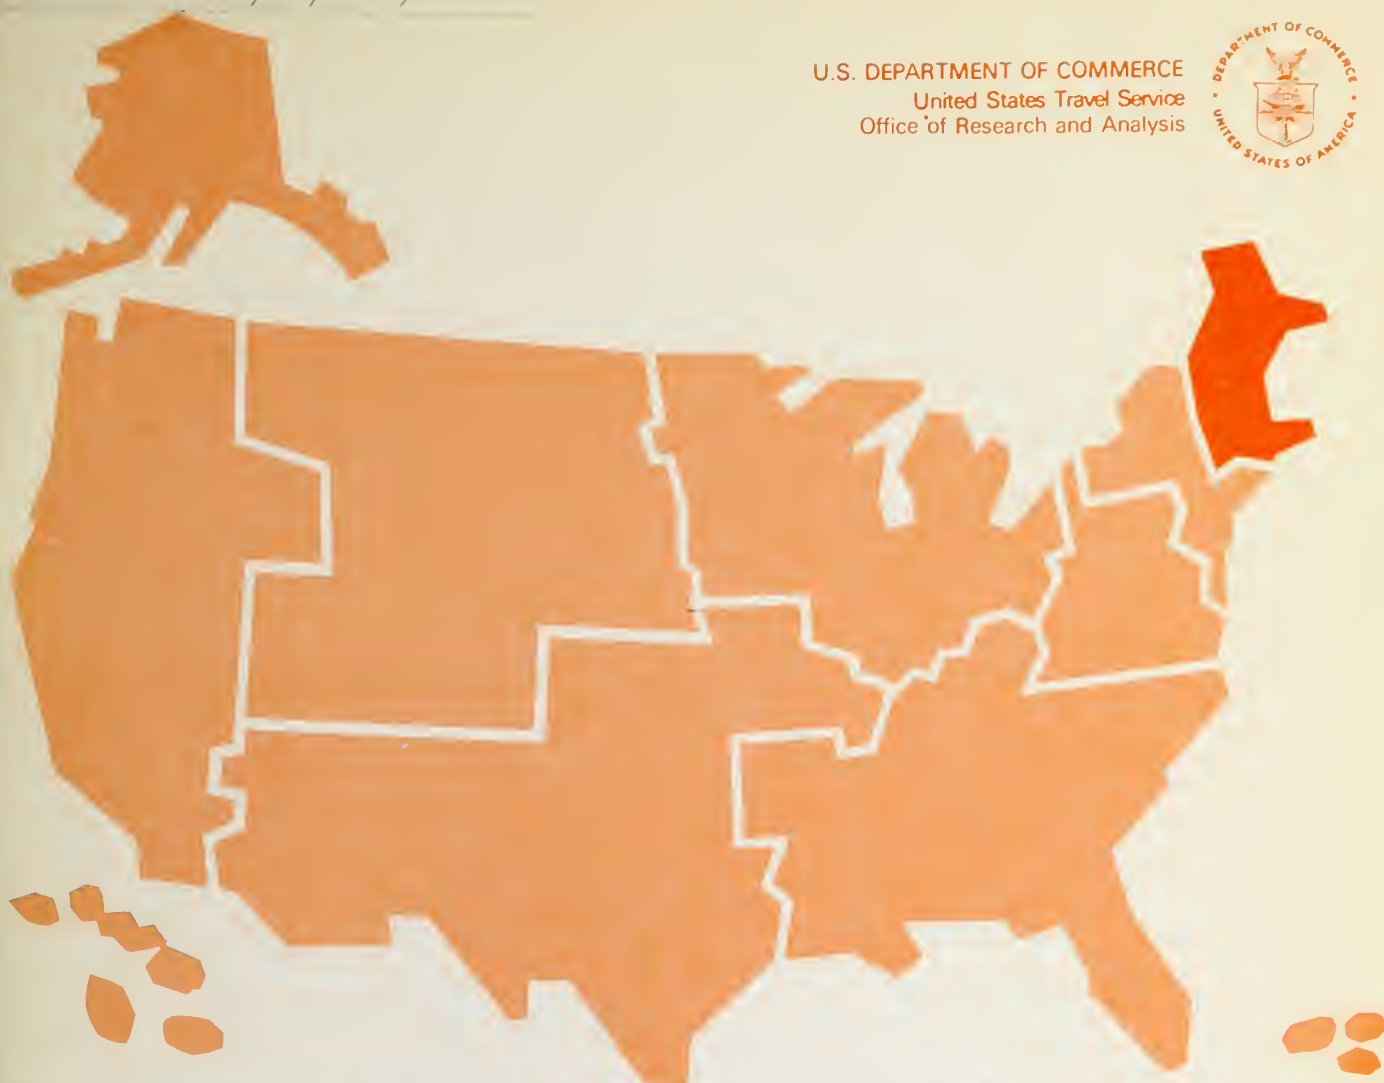 U.S. DEPARTMENT OF COMMERCE
United States Travel Service
Office of Research and Analysis
DEPARTMENT OF COMMERCE
UNITED STATES OF AMERICA